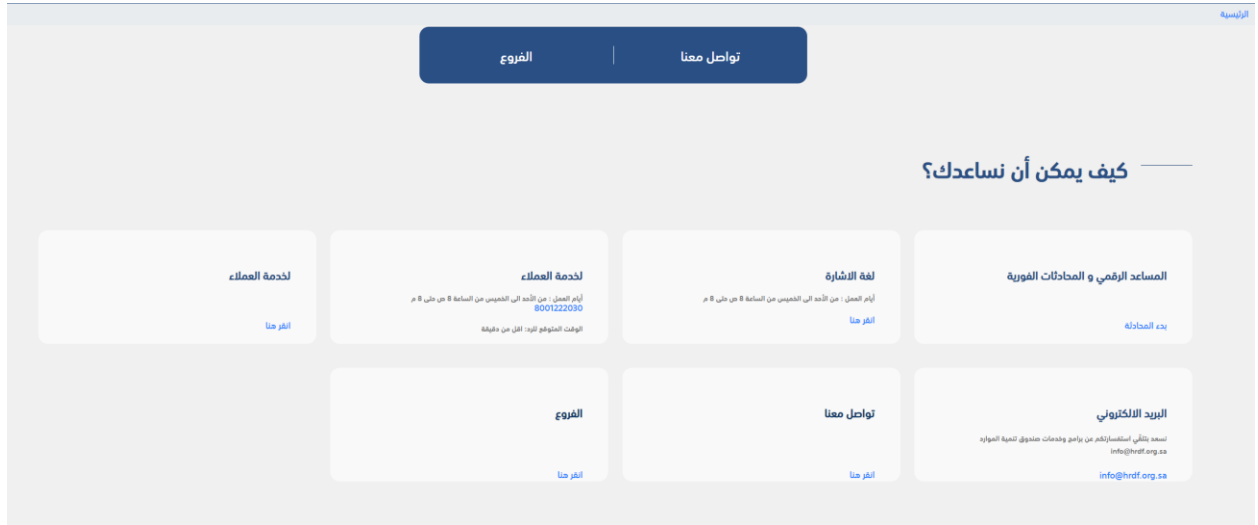 الرئيسية
تواصل معنا
الفروع
كيف يمكن أن نساعدك؟
المساعد الرقمي و المحادثات الفورية
بدء المحادثة
لغة الاشارة
أيام العمل : من الأحد الى الخميس من الساعة 8 ص حتى 8 م
انقر هنا
لخدمة العملاء
أيام العمل : من الأحد الى الخميس من الساعة 8 ص حتى 8 م
8001222030
الوقت المتوقع للرد: اقل من دقيقة
لخدمة العملاء
انقر هنا
البريد الالكتروني
نسعد بتلقّي استفساراتكم عن برامج وخدمات صندوق تنمية الموارد
info@hrdf.org.sa
info@hrdf.org.sa
تواصل معنا
انقر هنا
الفروع
انقر هنا